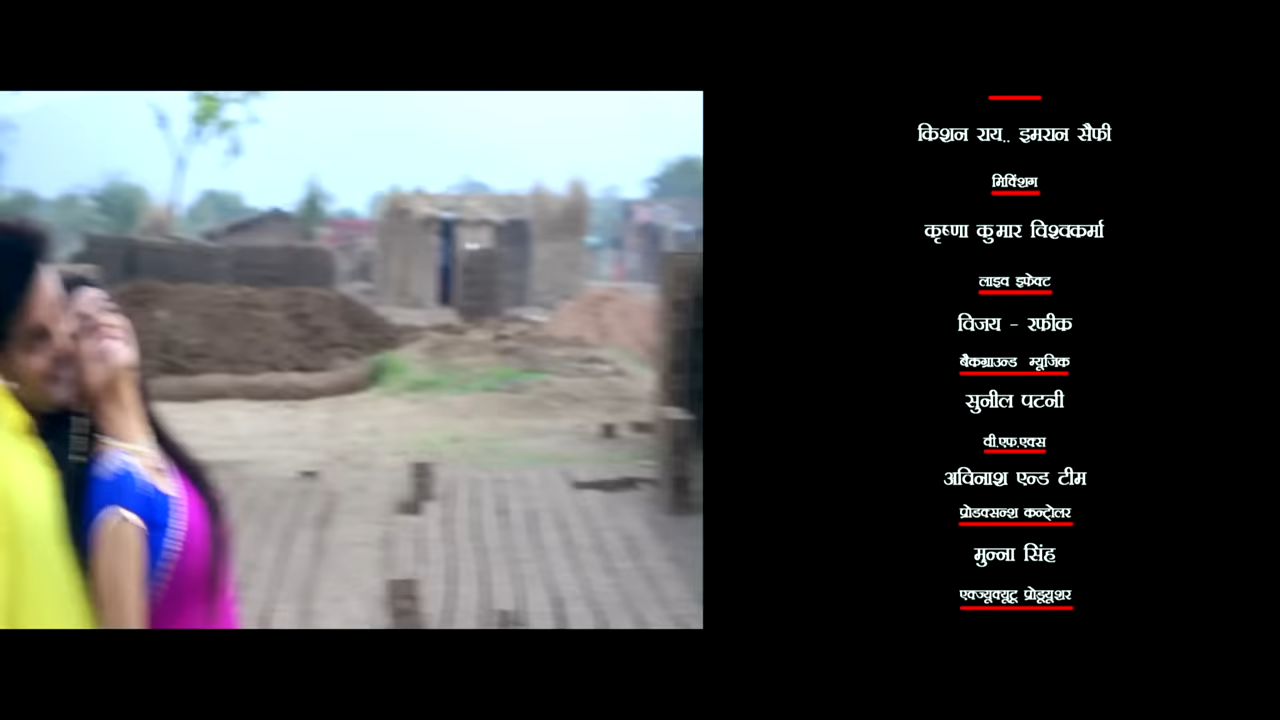 किशन राय.. इमरान सैफी
मिक्शिंग
कृष्णा कुमार विश्वकर्मा
लाइव इफेक्ट
विजय - रफीक
बैकग्राउन्ड म्यूजिक
सुनील पटनी
वी.एफ.एक्स
अविनाश एन्ड टीम
प्रोडक्सन्श कन्ट्रोलर
मुन्ना सिंह
एक्ज्यूक्यूटू प्रोड्यूशर